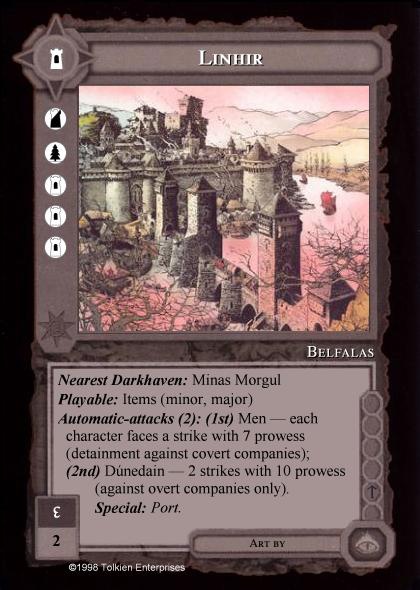 Linhir
Belfalas
Nearest Darkhaven: Minas Morgul
Playable: Items (minor, major)
Automatic-attacks (2): (1st) Men — each
character faces a strike with 7 prowess
(detainment against covert companies);
(2nd) Dúnedain — 2 strikes with 10 prowess
(against overt companies only).
Special: Port.
ε
2
Art by
©1998 Tolkien Enterprises